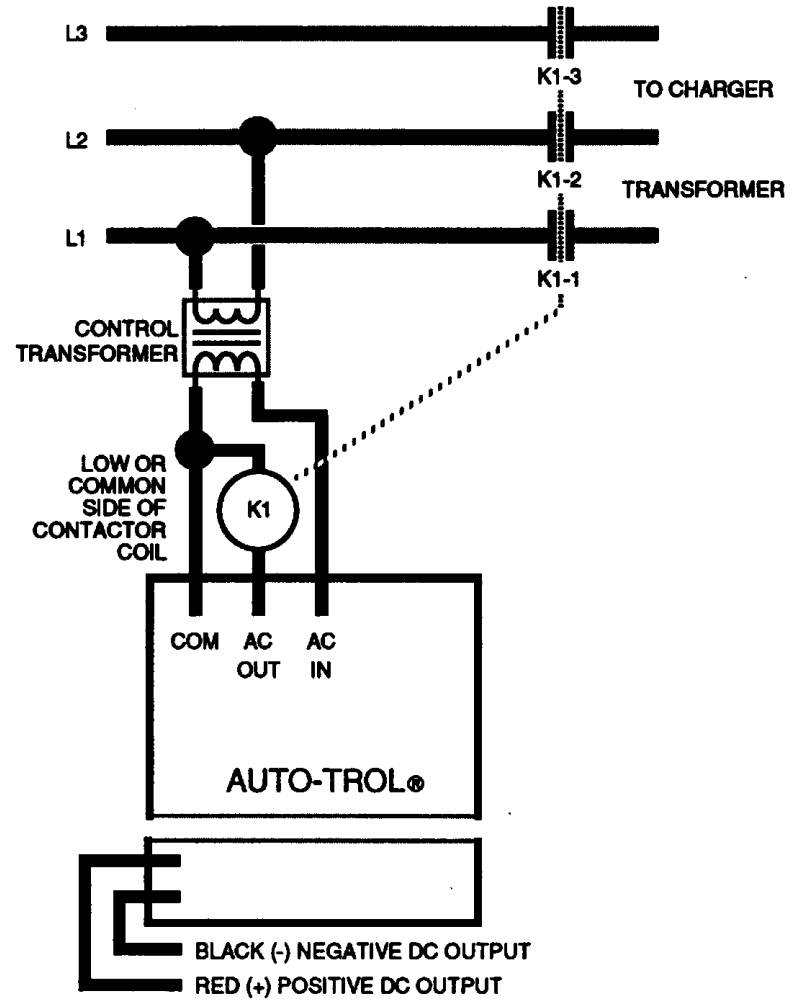 L3
K1-3
TO CHARGER
L2
K1-2
TRANSFORMER
L1
K1-1
CONTROL
TRANSFORMER
LOW OR
COMMON
SIDE OF
CONTACTOR
COIL
K1
COM AC AC
OUT IN
AUTO-TROL®
BLACK (-) NEGATIVE DC OUTPUT
RED (+) POSITIVE DC OUTPUT